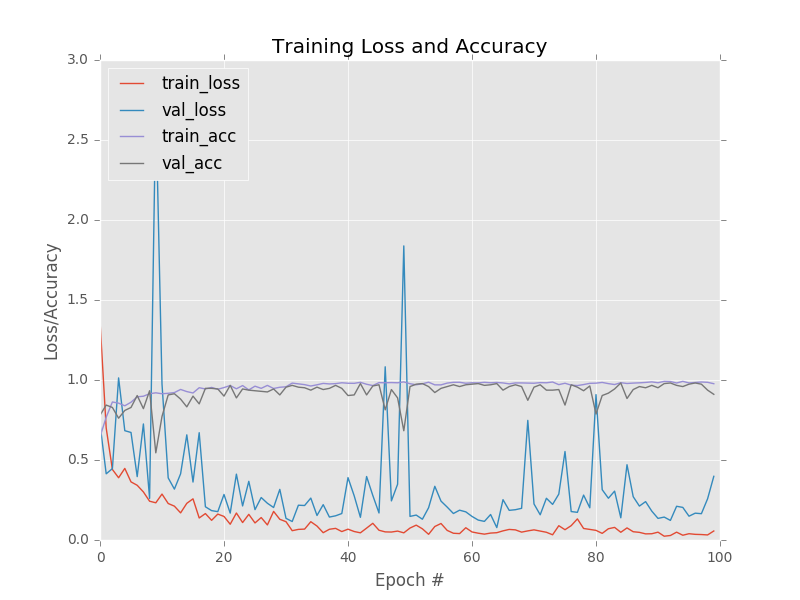 Training Loss and Accuracy
3.0
train_loss
val_loss
2.5
train_acc
val_acc
2.0
1.5
Loss/Accuracy
1.0
0.5
0.0
0 20 40 60 80 100
Epoch #